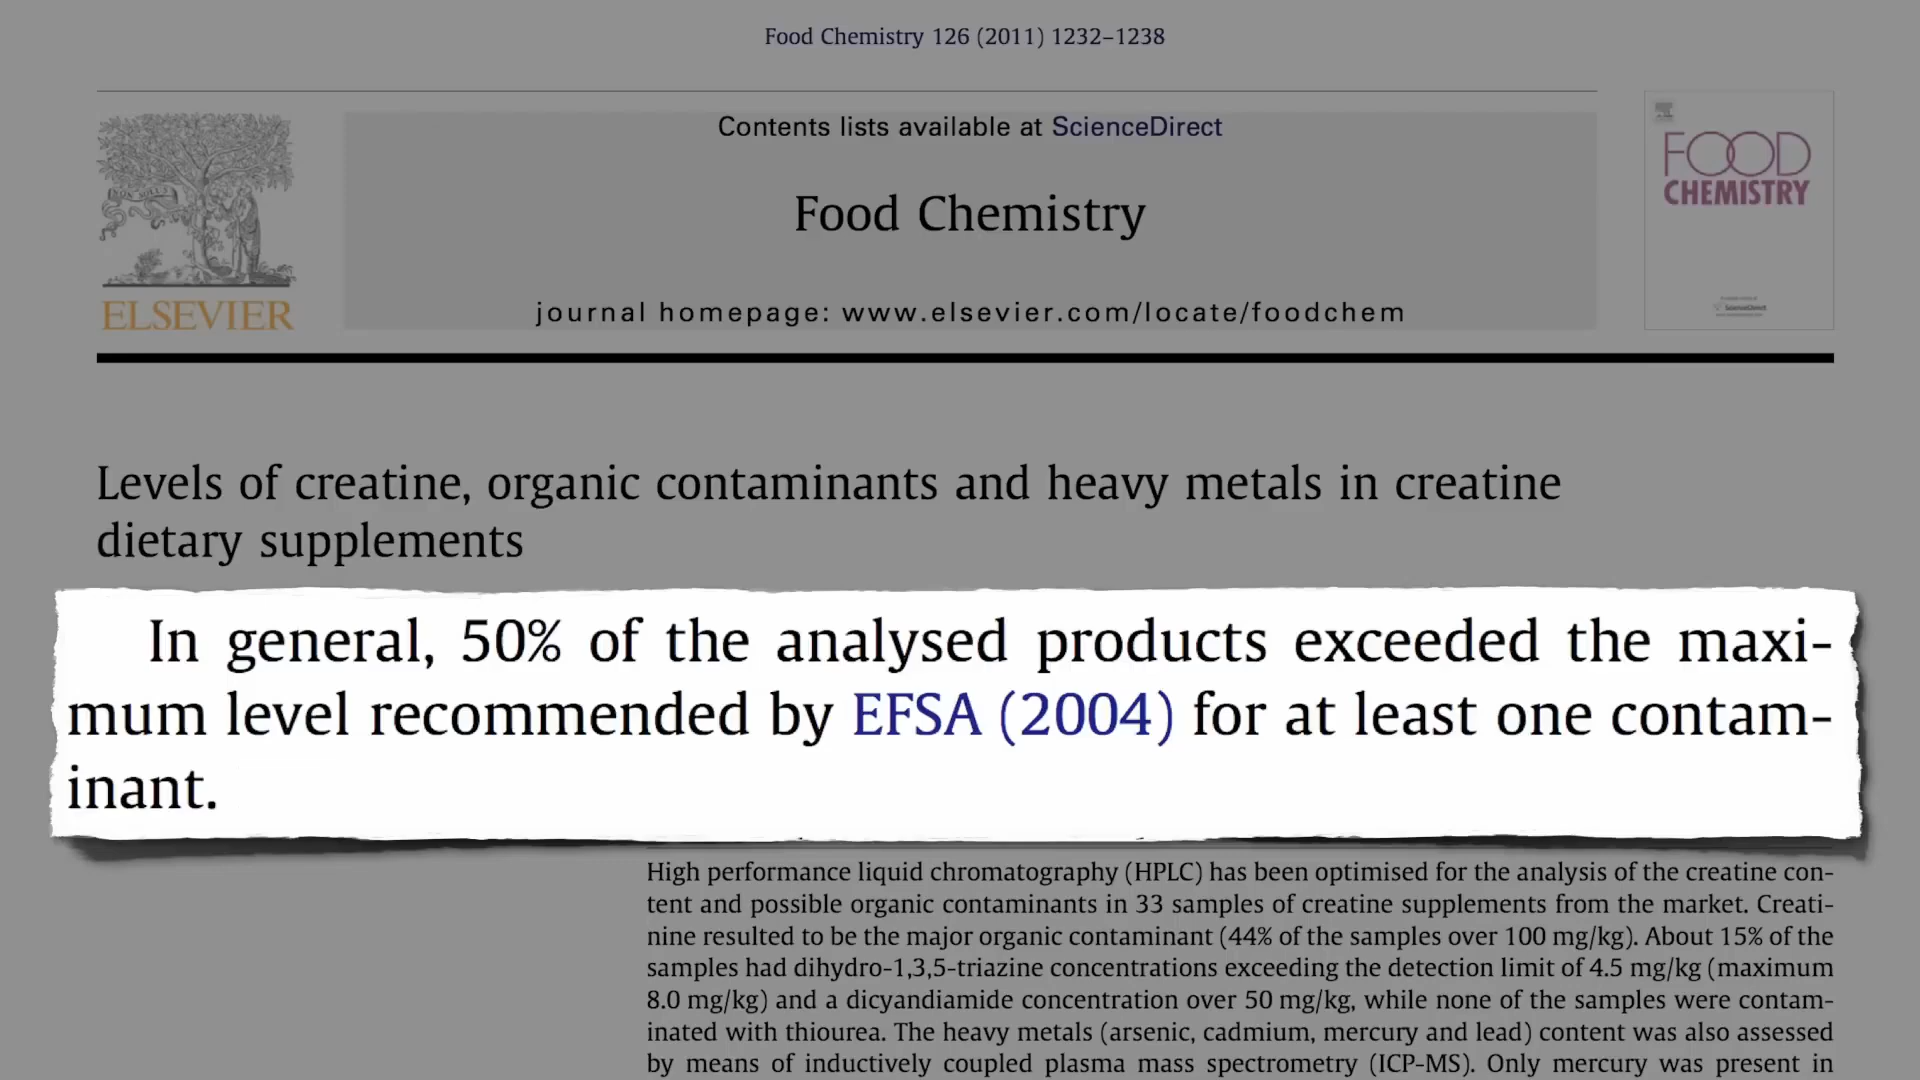 Food Chemistry 126 (2011) 1232–1238
Contents lists available at ScienceDirect
Food Chemistry
journal homepage: www.elsevier.com/locate/foodchem
ELSEVIER
FOOD
CHEMISTRY
ScienceDirect
Levels of creatine, organic contaminants and heavy metals in creatine
dietary supplements
In general, 50% of the analysed products exceeded the maxi-
mum level recommended by EFSA (2004) for at least one contam-
inant.
High performance liquid chromatography (HPLC) has been optimised for the analysis of the creatine con-
tent and possible organic contaminants in 33 samples of creatine supplements from the market. Creati-
nine resulted to be the major organic contaminant (44% of the samples over 100 mg/kg). About 15% of the
samples had dihydro-1,3,5-triazine concentrations exceeding the detection limit of 4.5 mg/kg (maximum
8.0 mg/kg) and a dicyandiamide concentration over 50 mg/kg, while none of the samples were contam-
inated with thiourea. The heavy metals (arsenic, cadmium, mercury and lead) content was also assessed
by means of inductively coupled plasma mass spectrometry (ICP-MS). Only mercury was present in